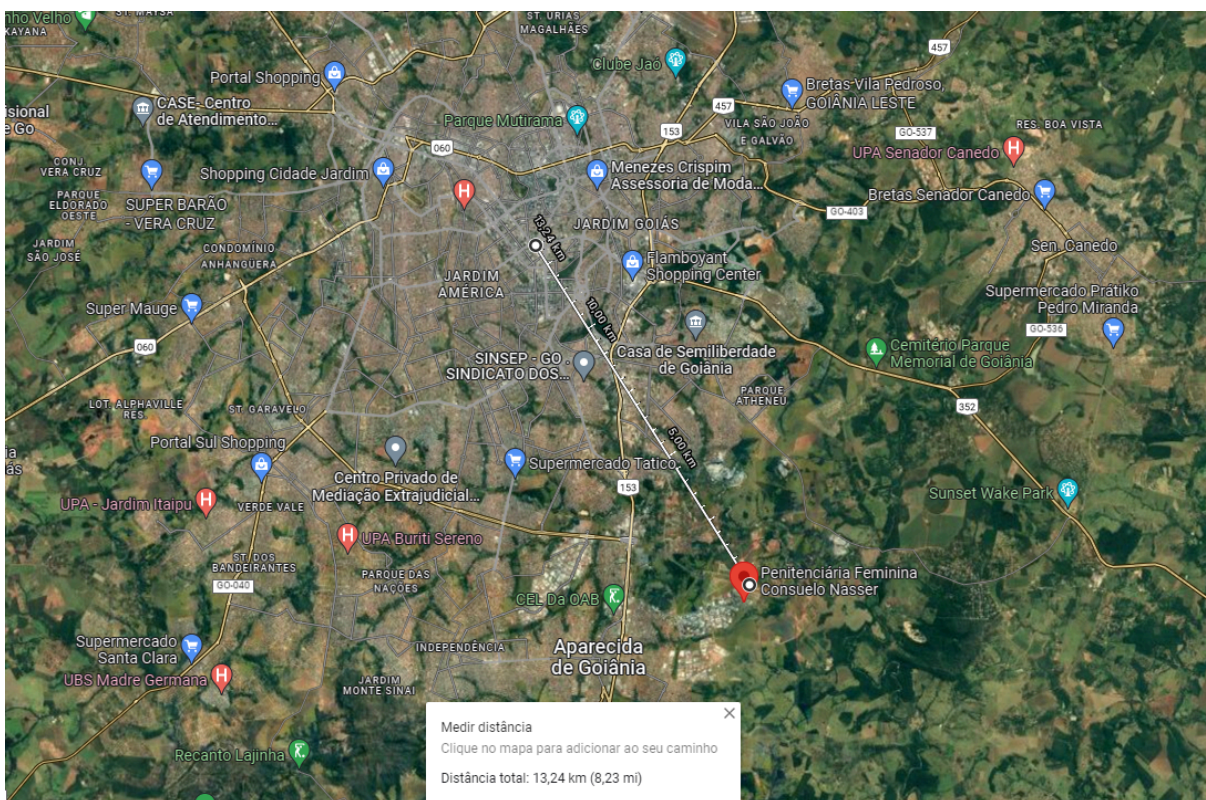 nho Velho
KAYANA
ST. MAYSA
ST. URIAS
MAGALHÃES
457
Clube Jaó
Portal Shopping
Bretas Vila Pedroso,
GOIÂNIA LESTE
isional
e Go
CASE- Centro
de Atendimento...
457
Parque Mutirama
153
VILA SÃO JOÃO
E GALVÃO
GO-537
RES. BOA VISTA
060
UPA Senador Canedo
CONJ.
VERA CRUZ
Shopping Cidade Jardim
Menezes Crispim
Assessoria de Moda...
PARQUE
ELDORADO
OESTE
SUPER BARÃO
- VERA CRUZ
Bretas Senador Canedo
GO-403
JARDIM GOIÁS
13,24 km
JARDIM
SÃO JOSÉ
CONDOMÍNIO
ANHANGUERA
Sen. Canedo
Flamboyant
Shopping Center
JARDIM
AMÉRICA
Supermercado Prátiko
Pedro Miranda
Super Mauge
10,00 km
GO-536
060
SINSEP - GO .
SINDICATO DOS...
Casa de Semiliberdade
de Goiânia
Cemitério Parque
Memorial de Goiânia
PARQUE
ATHENEU
LOT. ALPHAVILLE
RES.
ST. GARAVELO
352
Portal Sul Shopping
5,00 km
ia
ás
Centro Privado de
Mediação Extrajudicial...
Supermercado Tatico
153
Sunset Wake Park
UPA - Jardim Itaipu
VERDE VALE
UPA Buriti Sereno
ST. DOS
BANDEIRANTES
GO-040
PARQUE DAS
NAÇÕES
Penitenciária Feminina
Consuelo Nasser
CEL Da OAB
Supermercado
Santa Clara
INDEPENDÊNCIA
Aparecida
de Goiânia
UBS Madre Germana
JARDIM
MONTE SINAI
Recanto Lajinha
Medir distância
Clique no mapa para adicionar ao seu caminho
Distância total: 13,24 km (8,23 mi)